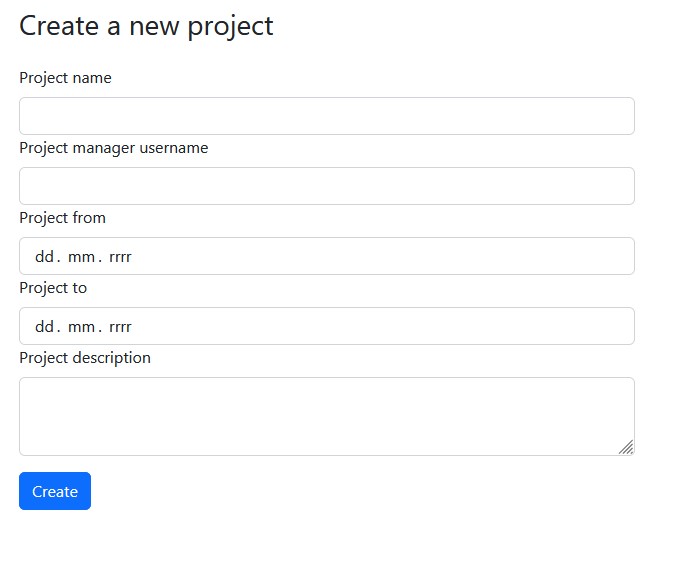 Create a new project
Project name
Project manager username
Project from
dd. mm. rrrr
Project to
dd. mm. rrrr
Project description
Create